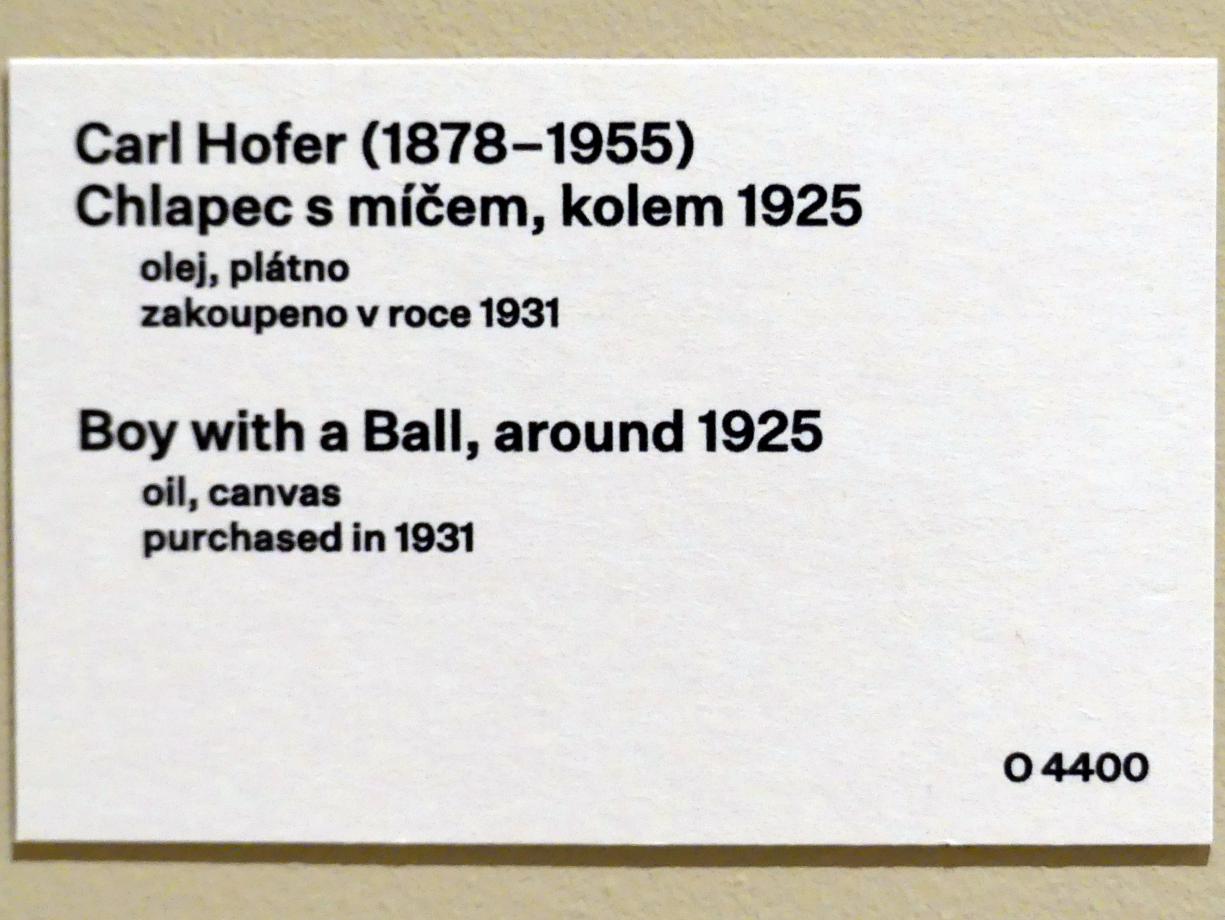 Carl Hofer (1878–1955)
Chlapec s míčem, kolem 1925
olej, plátno
zakoupeno v roce 1931
Boy with a Ball, around 1925
oil, canvas
purchased in 1931
O 4400